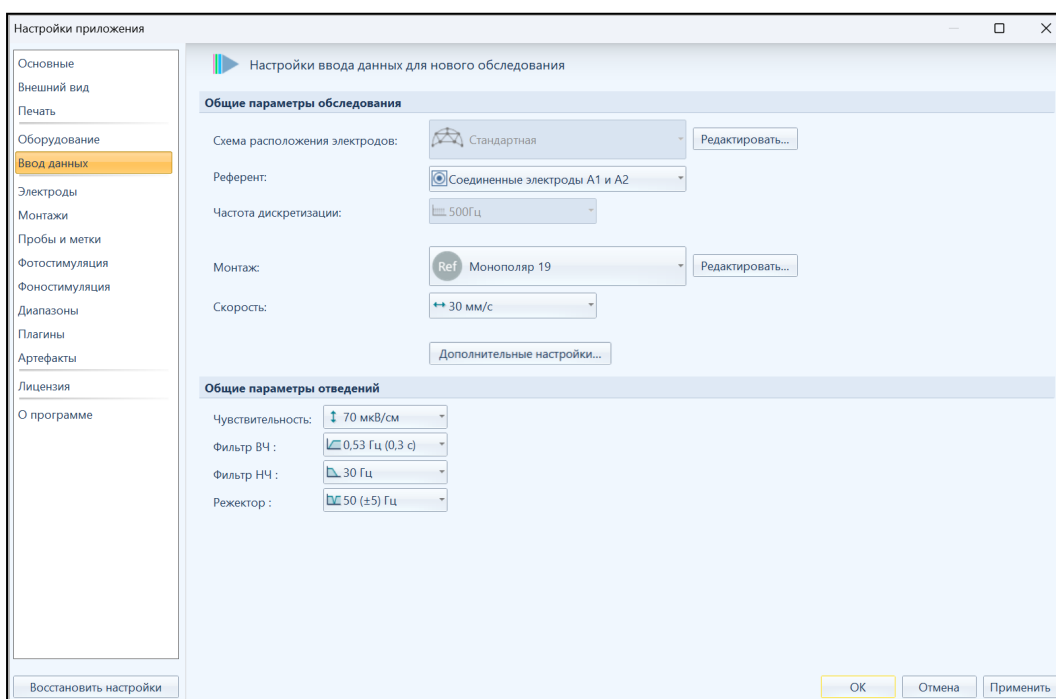 Настройки приложения
Основные
Внешний вид
Печать
Оборудование
Ввод данных
Электроды
Монтажи
Пробы и метки
Фотостимуляция
Фоностимуляция
Диапазоны
Плагины
Артефакты
Лицензия
О программе
Восстановить настройки
Настройки ввода данных для нового обследования
Общие параметры обследования
Схема расположения электродов: Стандартная Редактировать...
Референт: Соединенные электроды А1 и А2
Частота дискретизации: 500Гц
Монтаж: Ref Монополяр 19 Редактировать...
Скорость: 30 мм/с
Дополнительные настройки...
Общие параметры отведений
Чувствительность: 70 мкВ/см
Фильтр ВЧ : 0,53 Гц (0,3 с)
Фильтр НЧ : 30 Гц
Режектор : 50 (±5) Гц
ОК Отмена Применить